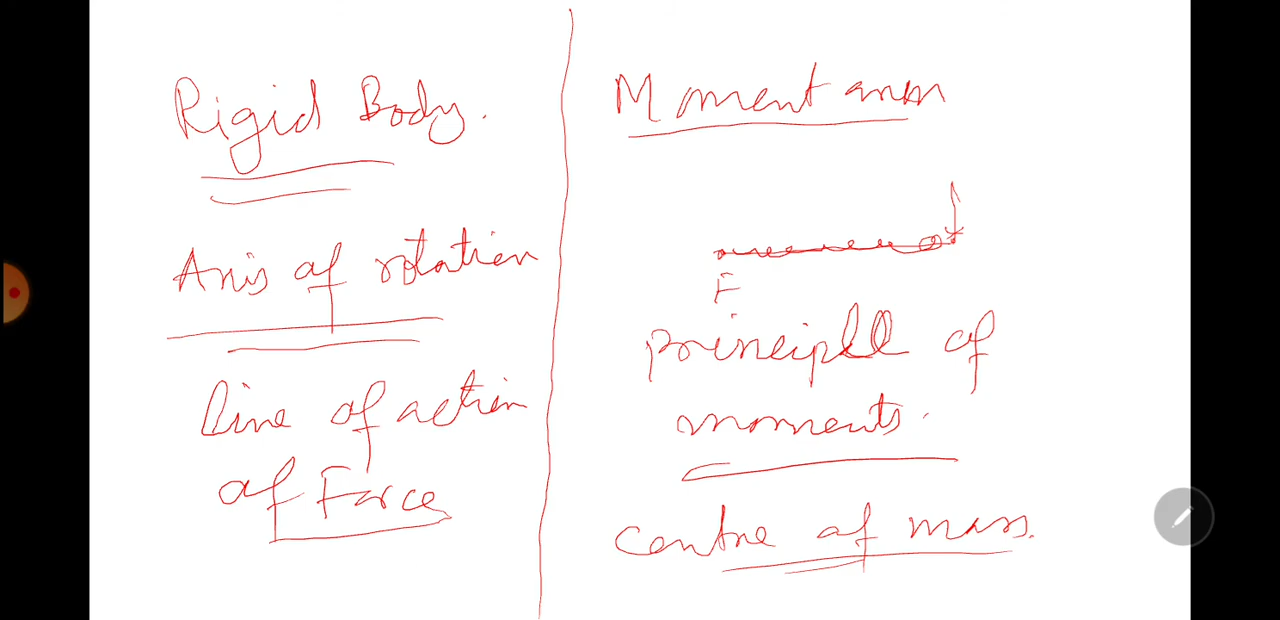 Rigid Body.
Axis of rotation
line of action
of Force
Moment arm
F
principle of
moments.
centre of mass.